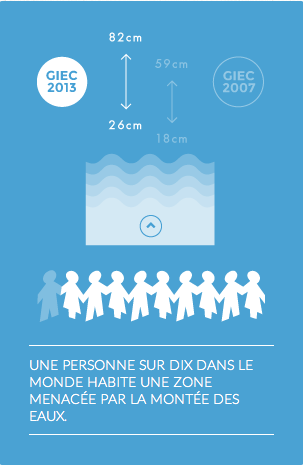 82cm
59cm
GIEC
2013
GIEC
2007
26cm
18cm
UNE PERSONNE SUR DIX DANS LE
MONDE HABITE UNE ZONE
MENACÉE PAR LA MONTÉE DES
EAUX.